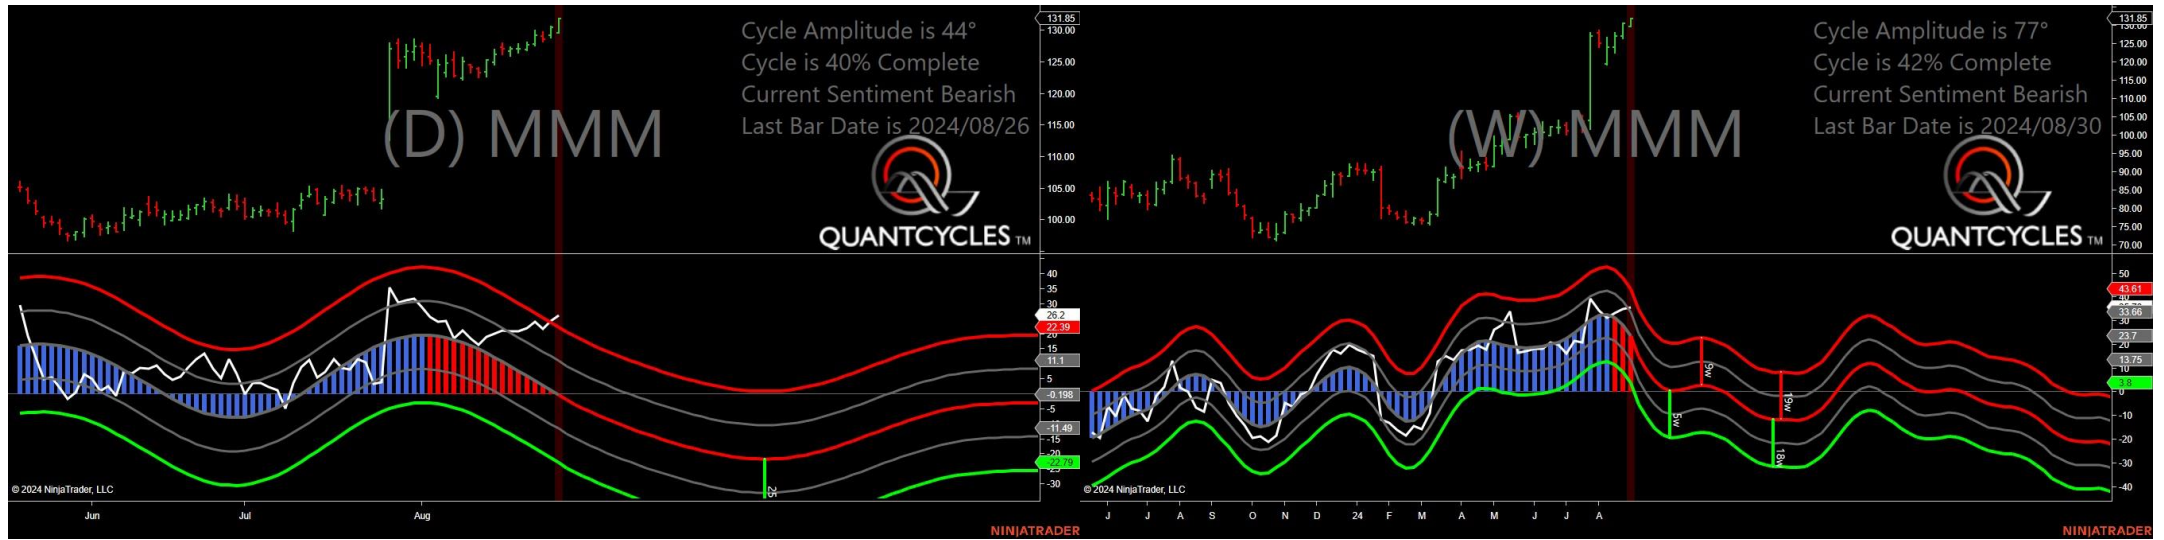 Cycle Amplitude is 44°
Cycle is 40% Complete
Current Sentiment Bearish
Last Bar Date is 2024/08/26
(D) MMM
QUANTCYCLES TM
131.85
130.00
125.00
120.00
115.00
110.00
105.00
100.00
40
35
30
26.2
22.39
20
15
11.1
5
-0.198
-5
-11.49
-15
-20
-22.79
-30
25
© 2024 NinjaTrader, LLC
Jun Jul Aug
NINJATRADER
Cycle Amplitude is 77°
Cycle is 42% Complete
Current Sentiment Bearish
Last Bar Date is 2024/08/30
(W) MMM
QUANTCYCLES TM
131.85
130.00
125.00
120.00
115.00
110.00
105.00
100.00
95.00
90.00
85.00
80.00
75.00
70.00
50
43.61
40
33.66
30
23.7
20
13.75
10
3.8
0
-10
-20
-30
-40
5w
9w
18w
19w
© 2024 NinjaTrader, LLC
J J A S O N D 24 F M A M J J A
NINJATRADER